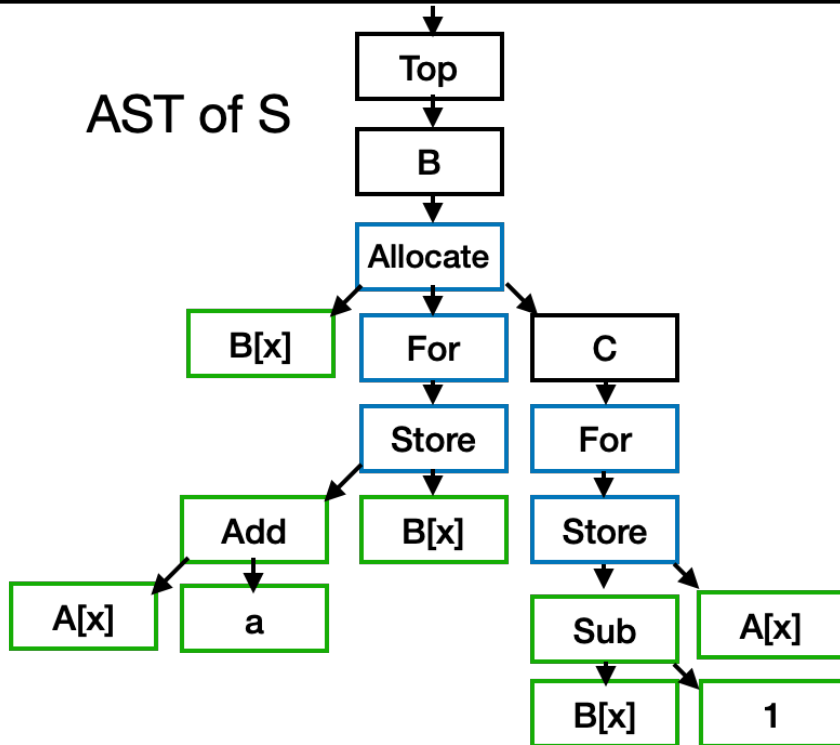 Top
AST of S
B
Allocate
B[x]
For
C
Store
For
Add
B[x]
Store
A[x]
a
Sub
A[x]
B[x]
1